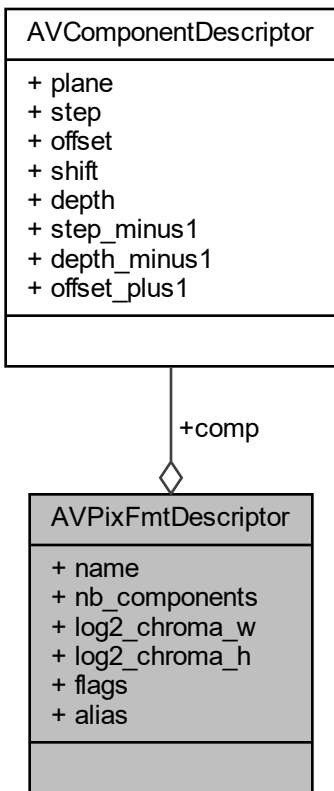 AVComponentDescriptor
+ plane
+ step
+ offset
+ shift
+ depth
+ step_minus1
+ depth_minus1
+ offset_plus1
+comp
AVPixFmtDescriptor
+ name
+ nb_components
+ log2_chroma_w
+ log2_chroma_h
+ flags
+ alias